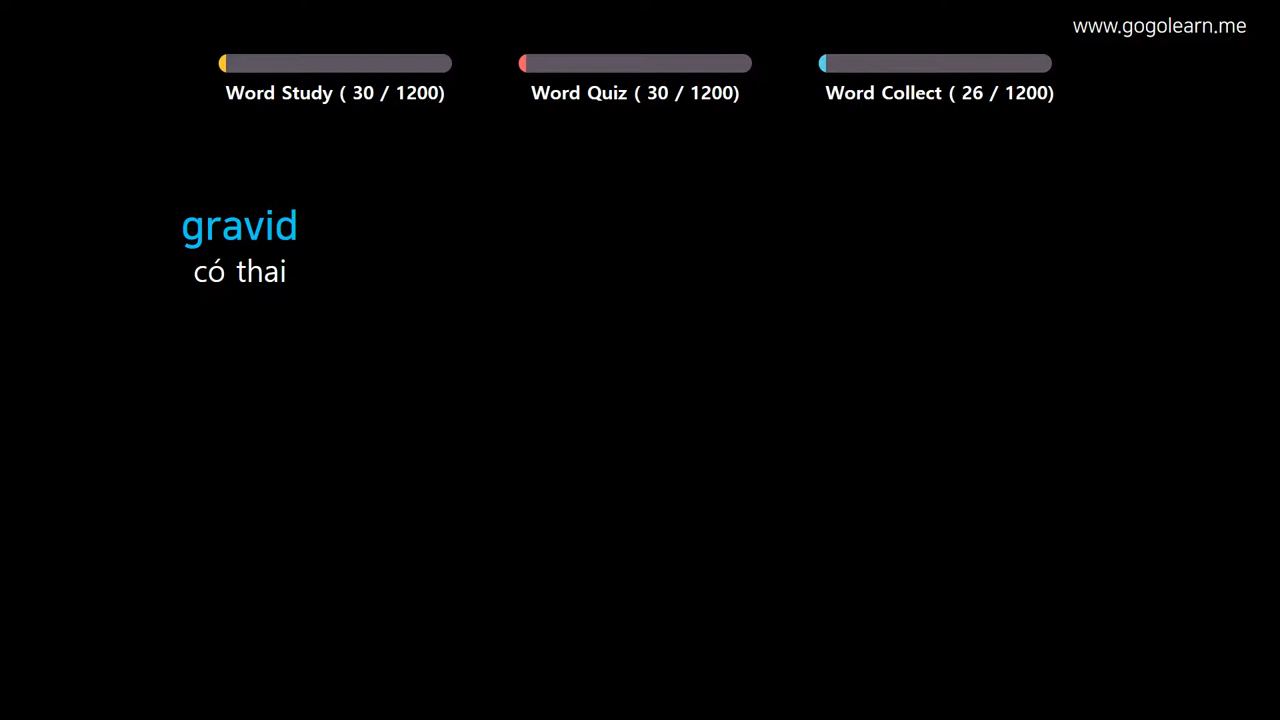 www.gogolearn.me
Word Study ( 30 / 1200)
Word Quiz ( 30 / 1200)
Word Collect ( 26 / 1200)
gravid
có thai